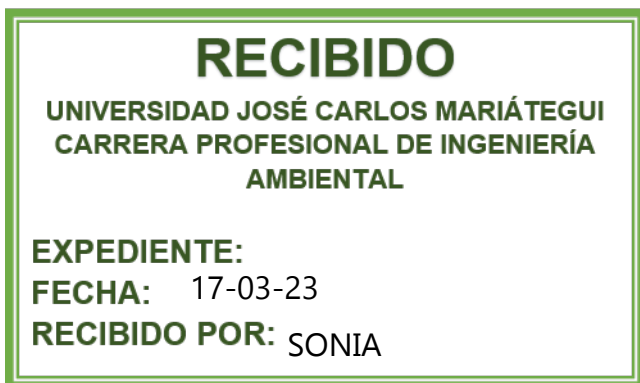 RECIBIDO
UNIVERSIDAD JOSÉ CARLOS MARIÁTEGUI
CARRERA PROFESIONAL DE INGENIERÍA
AMBIENTAL
EXPEDIENTE:
FECHA: 17-03-23
RECIBIDO POR: SONIA